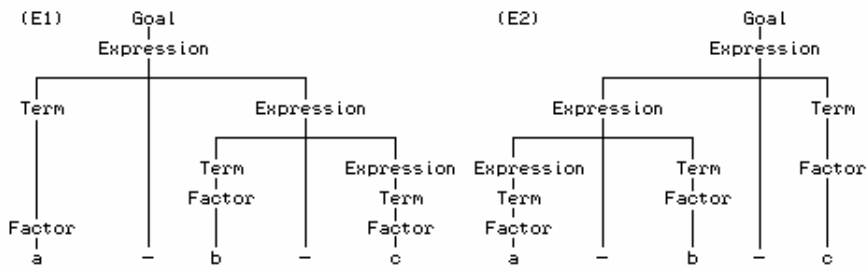 (E1) Goal (E2) Goal
Expression Expression
Term Expression Expression Term
Term Expression Expression Term Factor
Factor Term Term Factor
Factor Factor Factor
a - b - c a - b - c